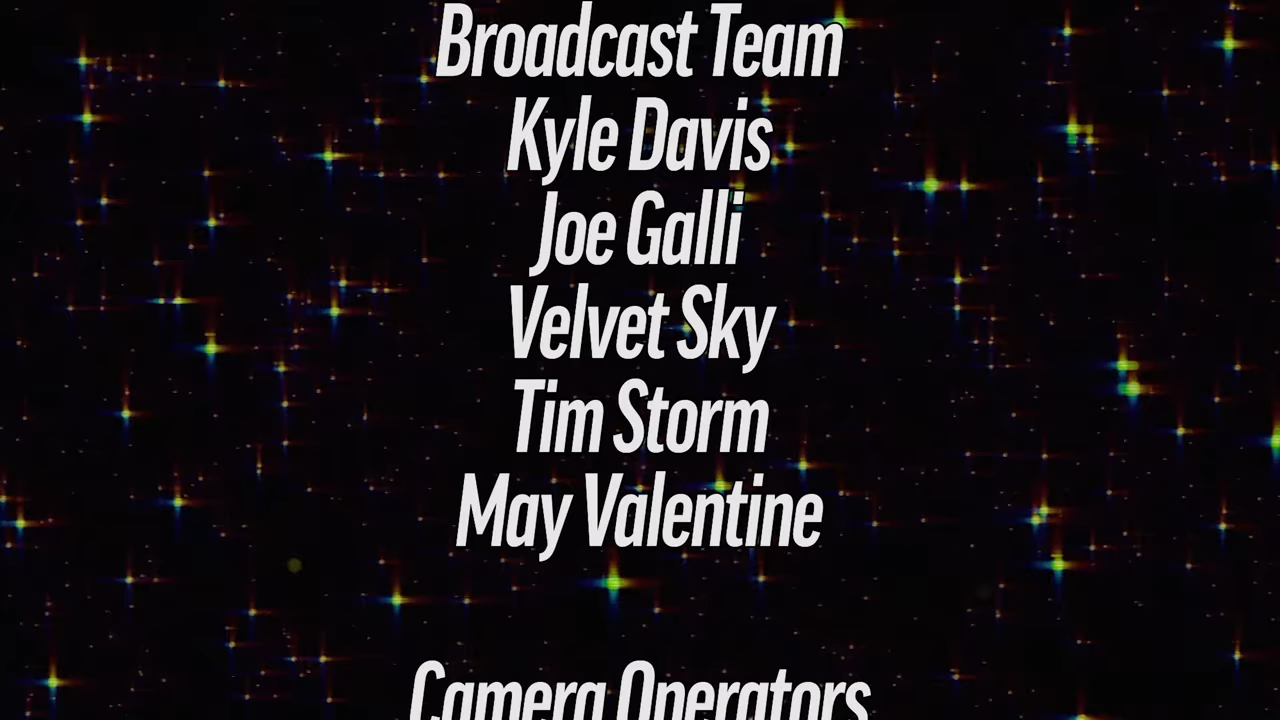 Broadcast Team
Kyle Davis
Joe Galli
Velvet Sky
Tim Storm
May Valentine
Camera Operators